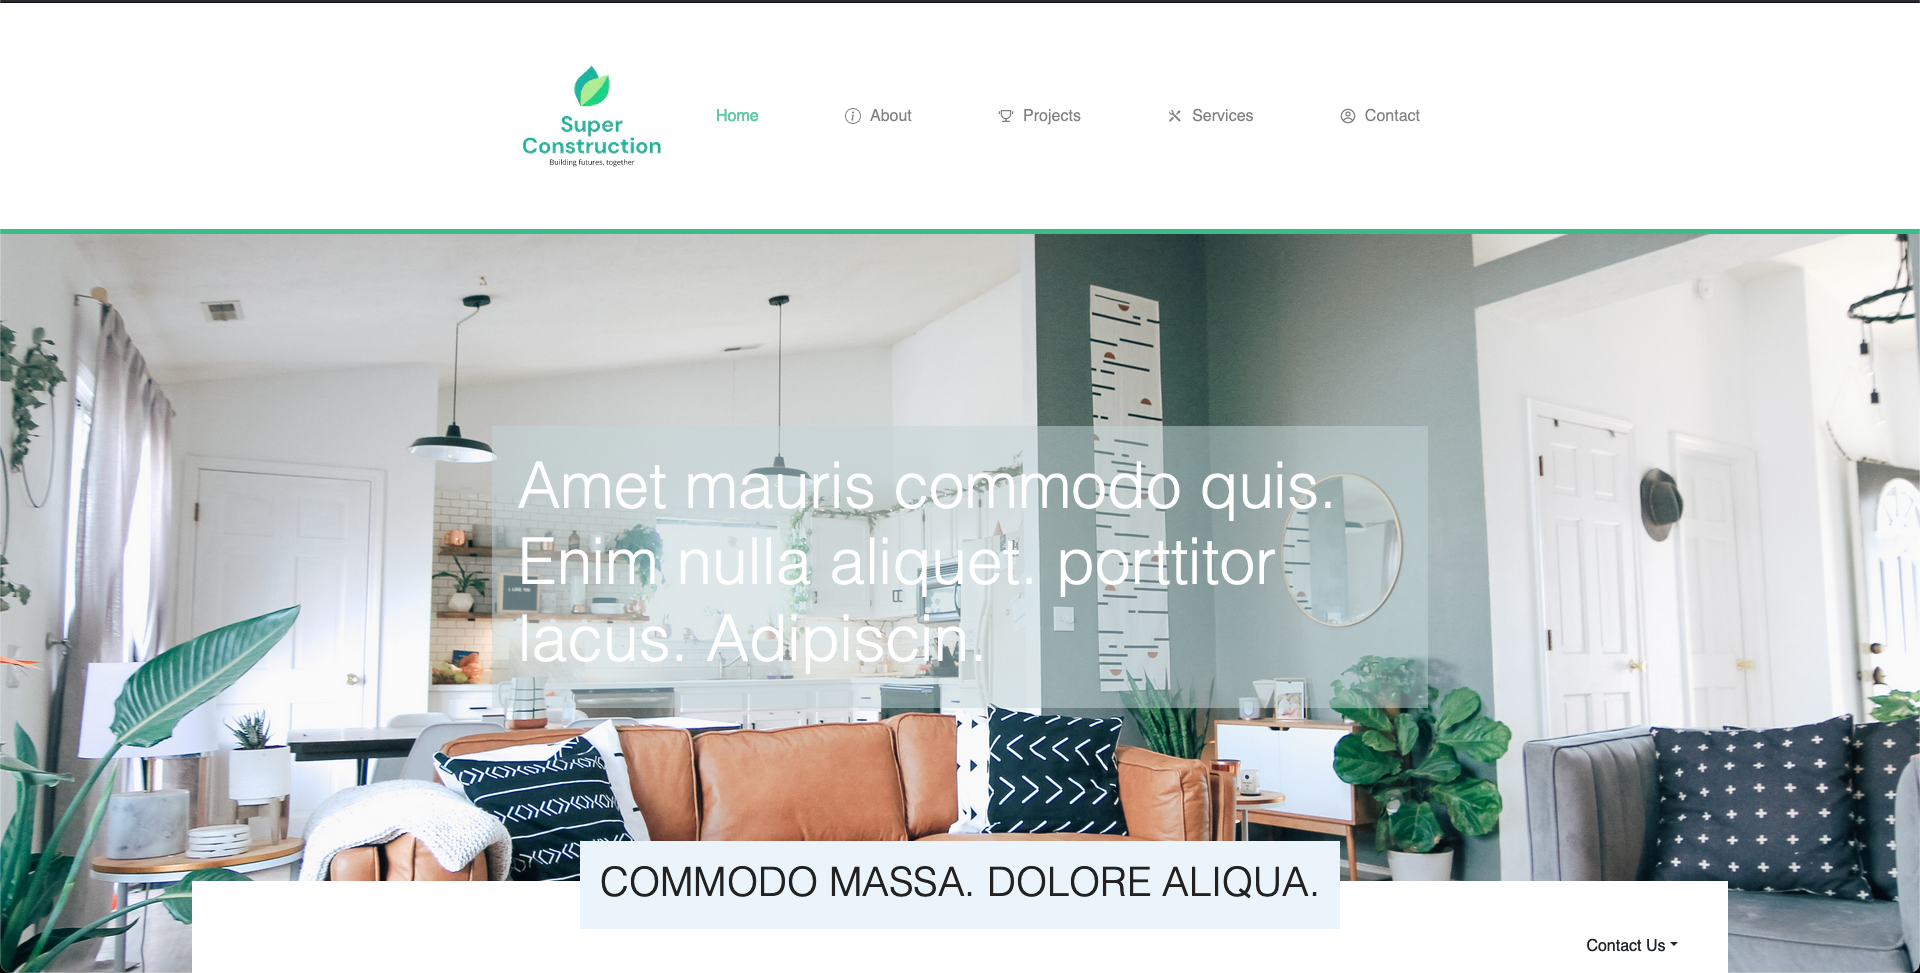 Super
Construction
Building futures, together
Home
About
Projects
Services
Contact
Amet mauris commodo quis.
Enim nulla aliquet. porttitor
lacus. Adipiscin.
COMMODO MASSA. DOLORE ALIQUA.
Contact Us